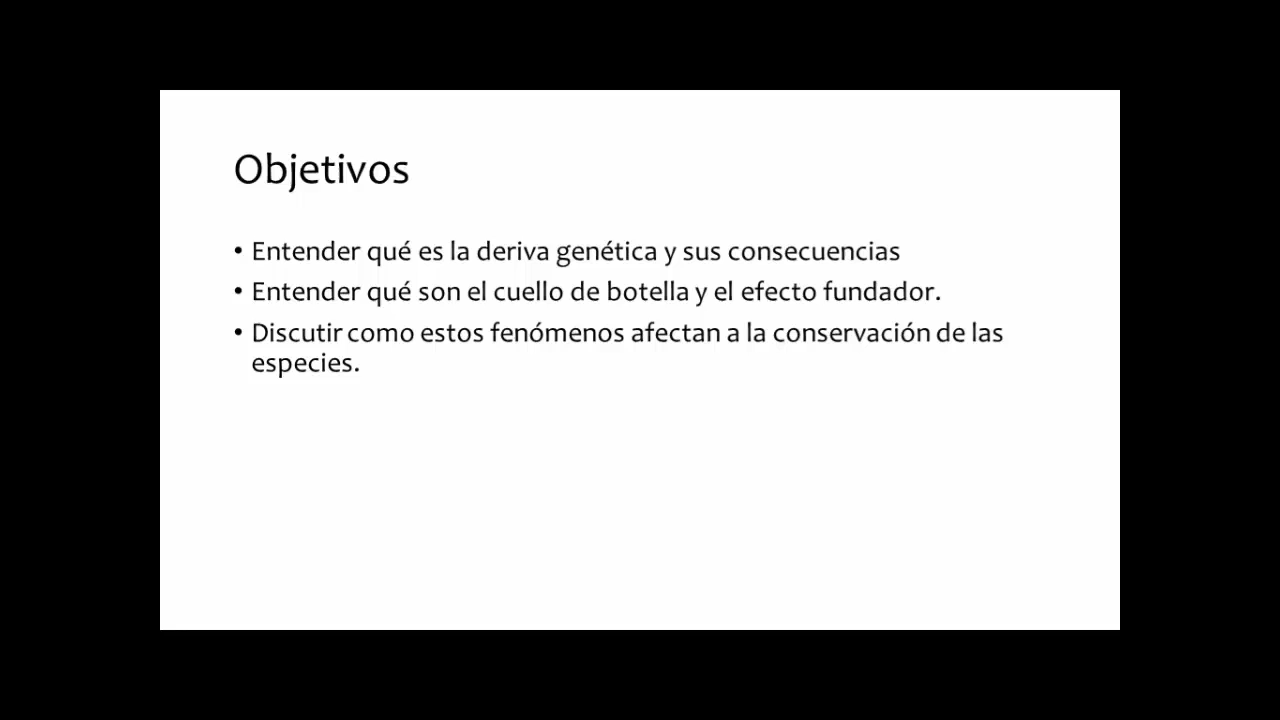 Objetivos
• Entender qué es la deriva genética y sus consecuencias
• Entender qué son el cuello de botella y el efecto fundador.
• Discutir como estos fenómenos afectan a la conservación de las
especies.